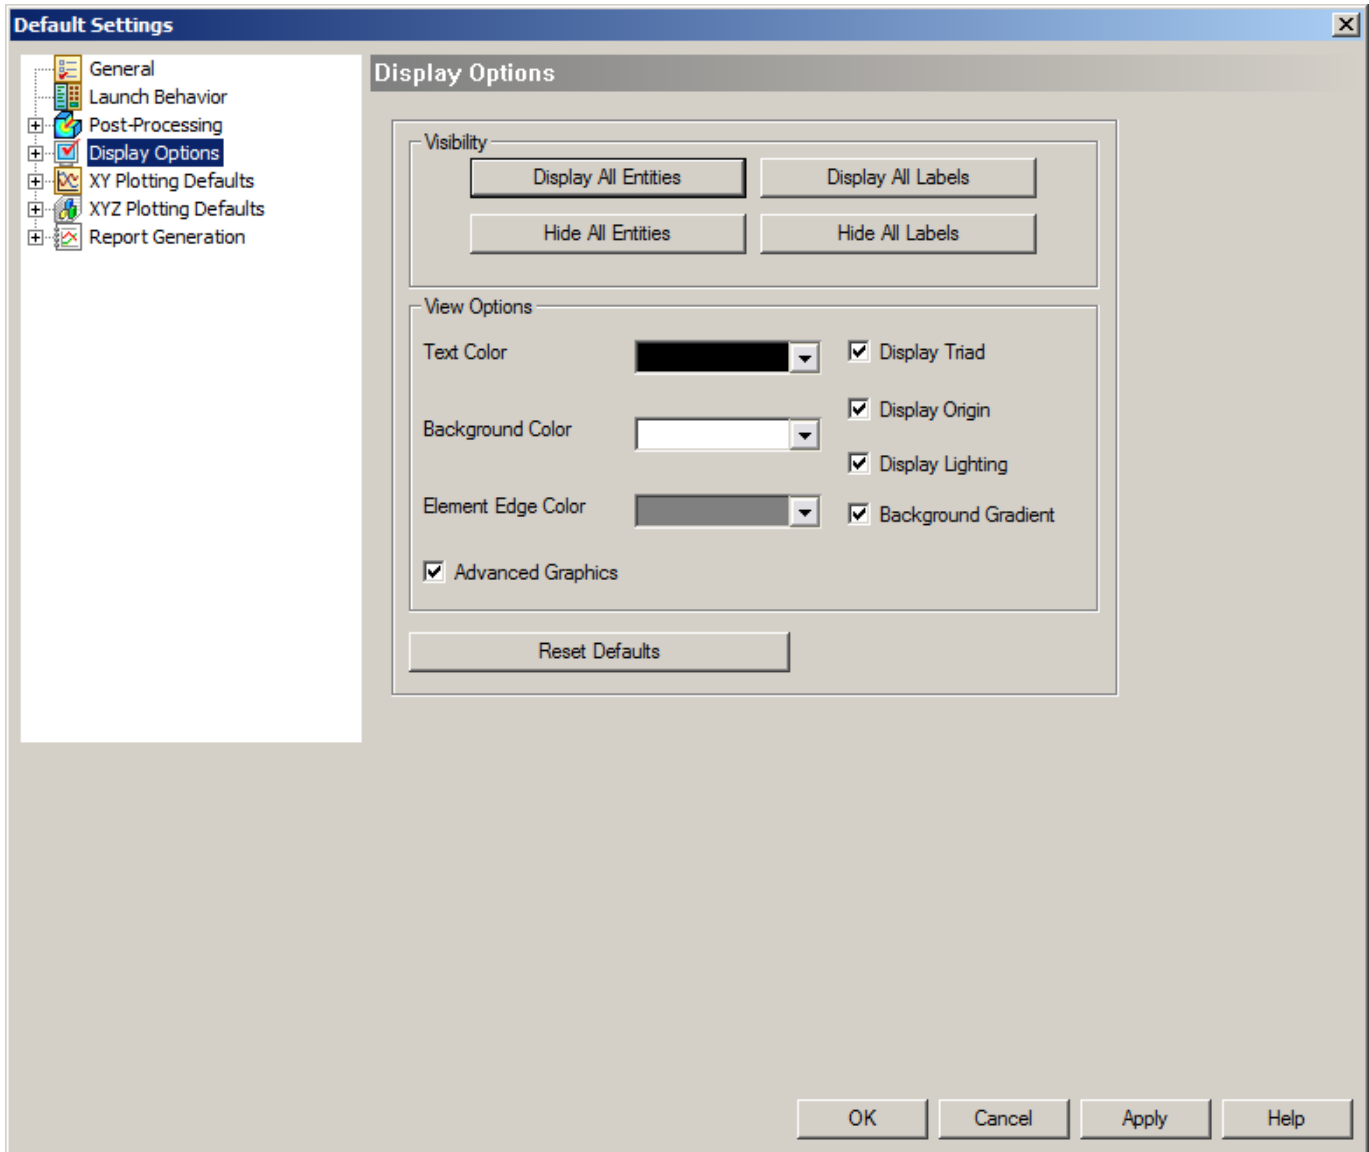 Default Settings
General
Launch Behavior
Post-Processing
Display Options
XY Plotting Defaults
XYZ Plotting Defaults
Report Generation
Display Options
Visibility
Display All Entities
Display All Labels
Hide All Entities
Hide All Labels
View Options
Text Color
Display Triad
Display Origin
Background Color
Display Lighting
Element Edge Color
Background Gradient
Advanced Graphics
Reset Defaults
OK
Cancel
Apply
Help